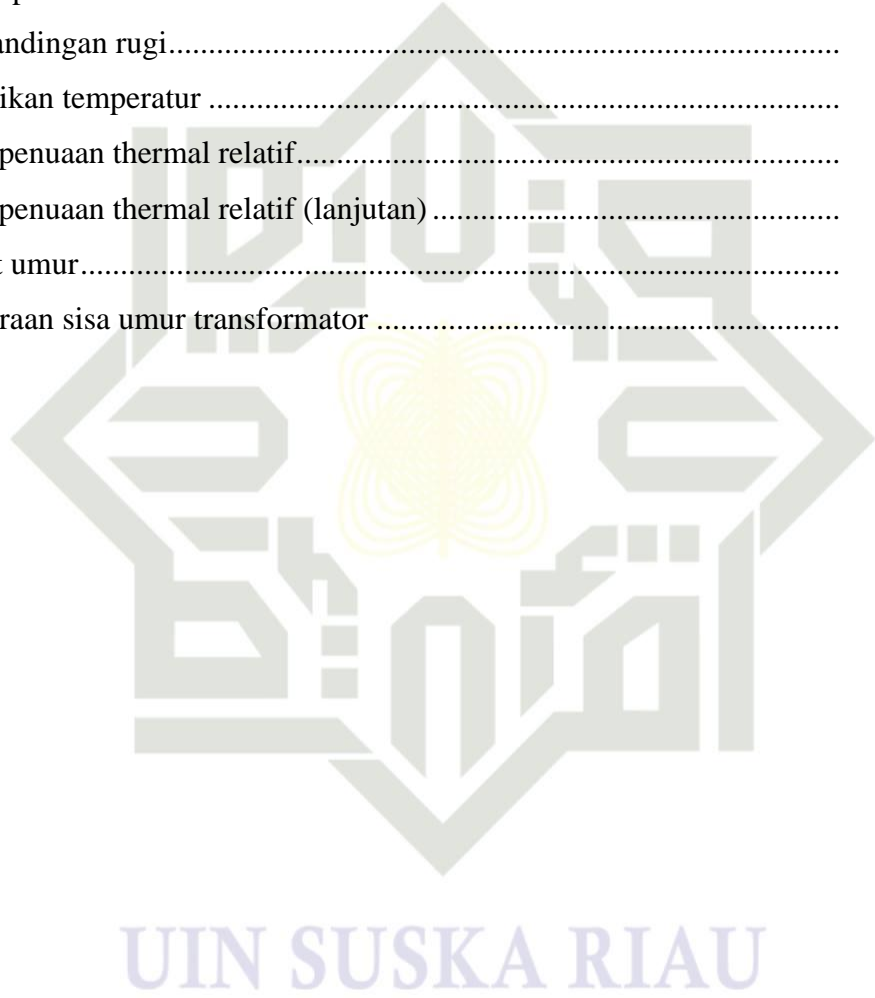 andingan rugi....................................................................................
ikan temperatur ...............................................................................
penuaan thermal relatif....................................................................
penuaan thermal relatif (lanjutan) ...................................................
t umur...............................................................................................
raan sisa umur transformator ..........................................................
UIN SUSKA RIAU